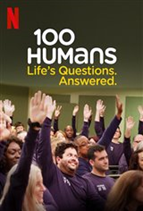 N
100
HUMANS
Life's Questions.
Answered.